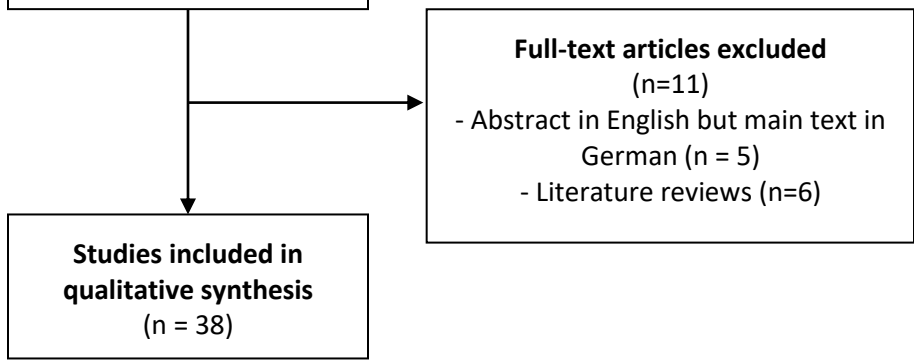 Full-text articles excluded
(n=11)
- Abstract in English but main text in
German (n = 5)
- Literature reviews (n=6)
Studies included in
qualitative synthesis
(n = 38)